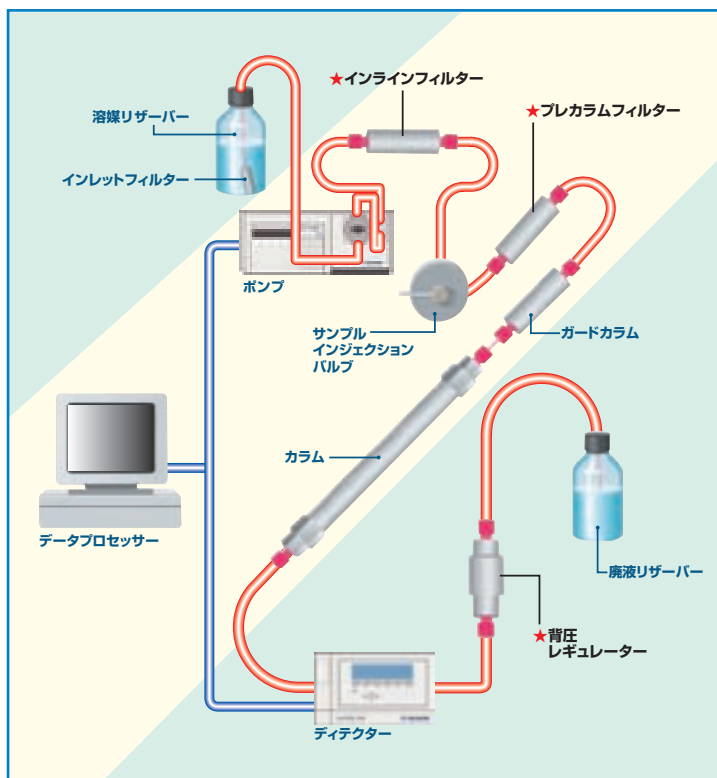 ★インラインフィルター
★プレカラムフィルター
溶媒リザーバー
インレットフィルター
ポンプ
サンプル
インジェクション
バルブ
ガードカラム
カラム
データプロセッサー
廃液リザーバー
★背圧
レギュレーター
ディテクター